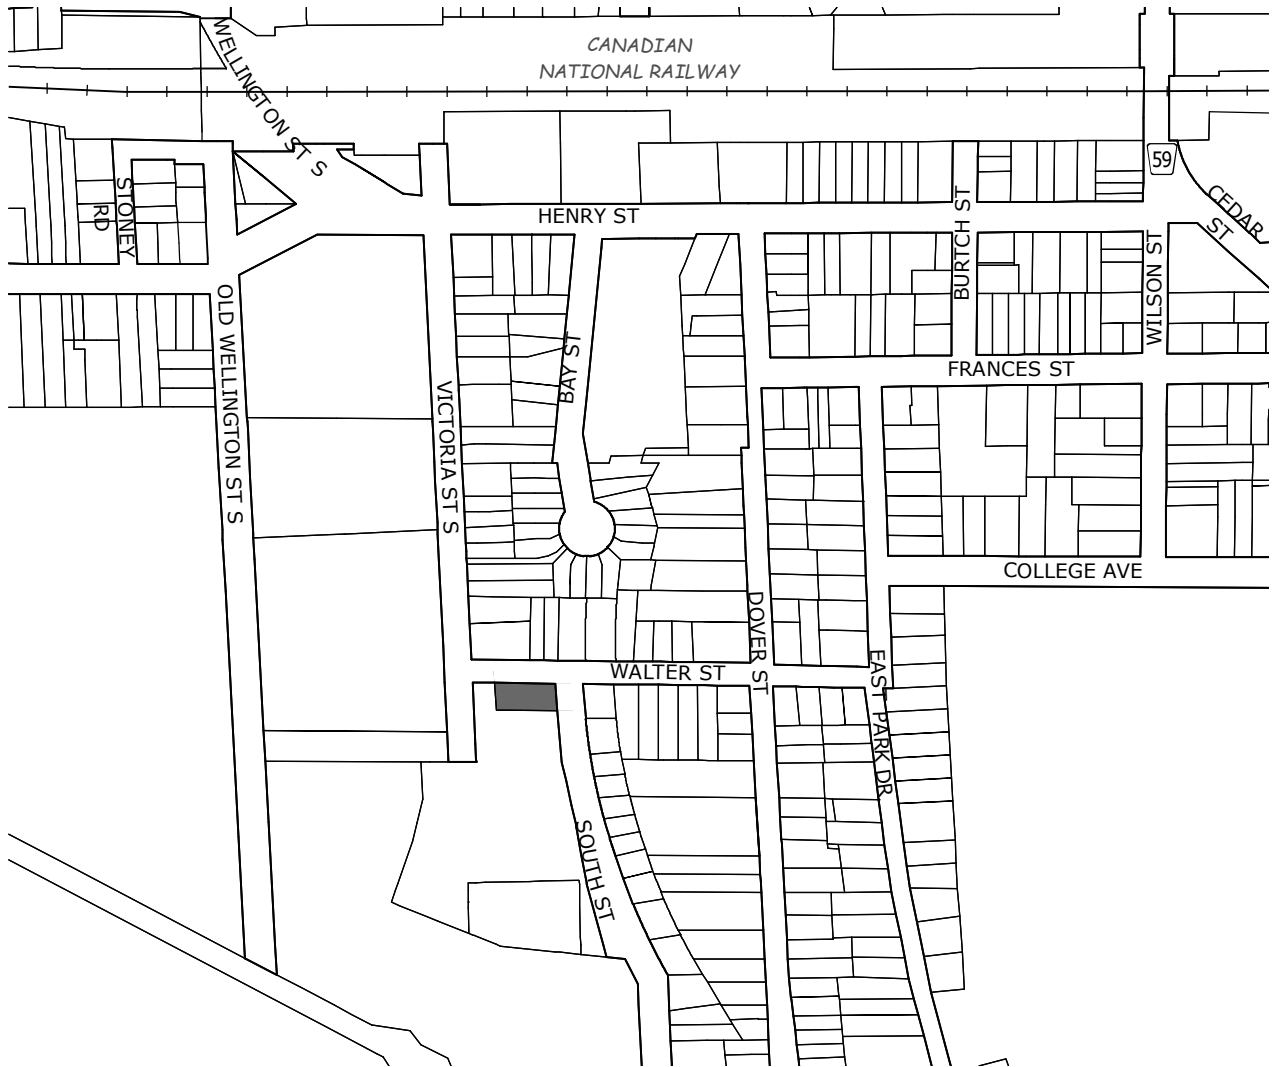 WELLINGTON ST S
CANADIAN
NATIONAL RAILWAY
59
STONEY
RD
HENRY ST
BURTCH ST
CEDAR
ST
WILSON ST
OLD WELLINGTON ST S
BAY ST
FRANCES ST
VICTORIA ST S
COLLEGE AVE
DOVER ST
WALTER ST
EAST PARK DR
SOUTH ST